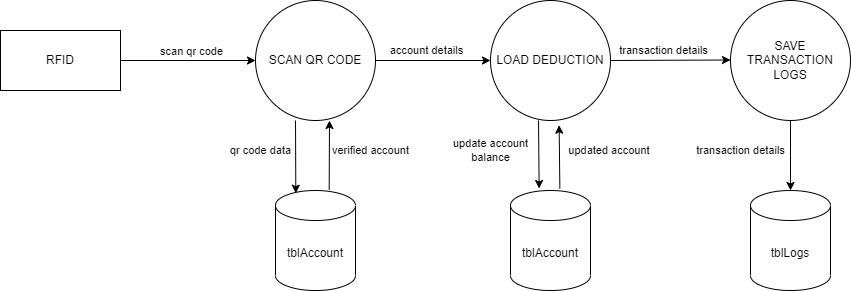 RFID
scan qr code
SCAN QR CODE
account details
LOAD DEDUCTION
transaction details
SAVE
TRANSACTION
LOGS
qr code data
verified account
update account
balance
updated account
transaction details
tblAccount
tblAccount
tblLogs